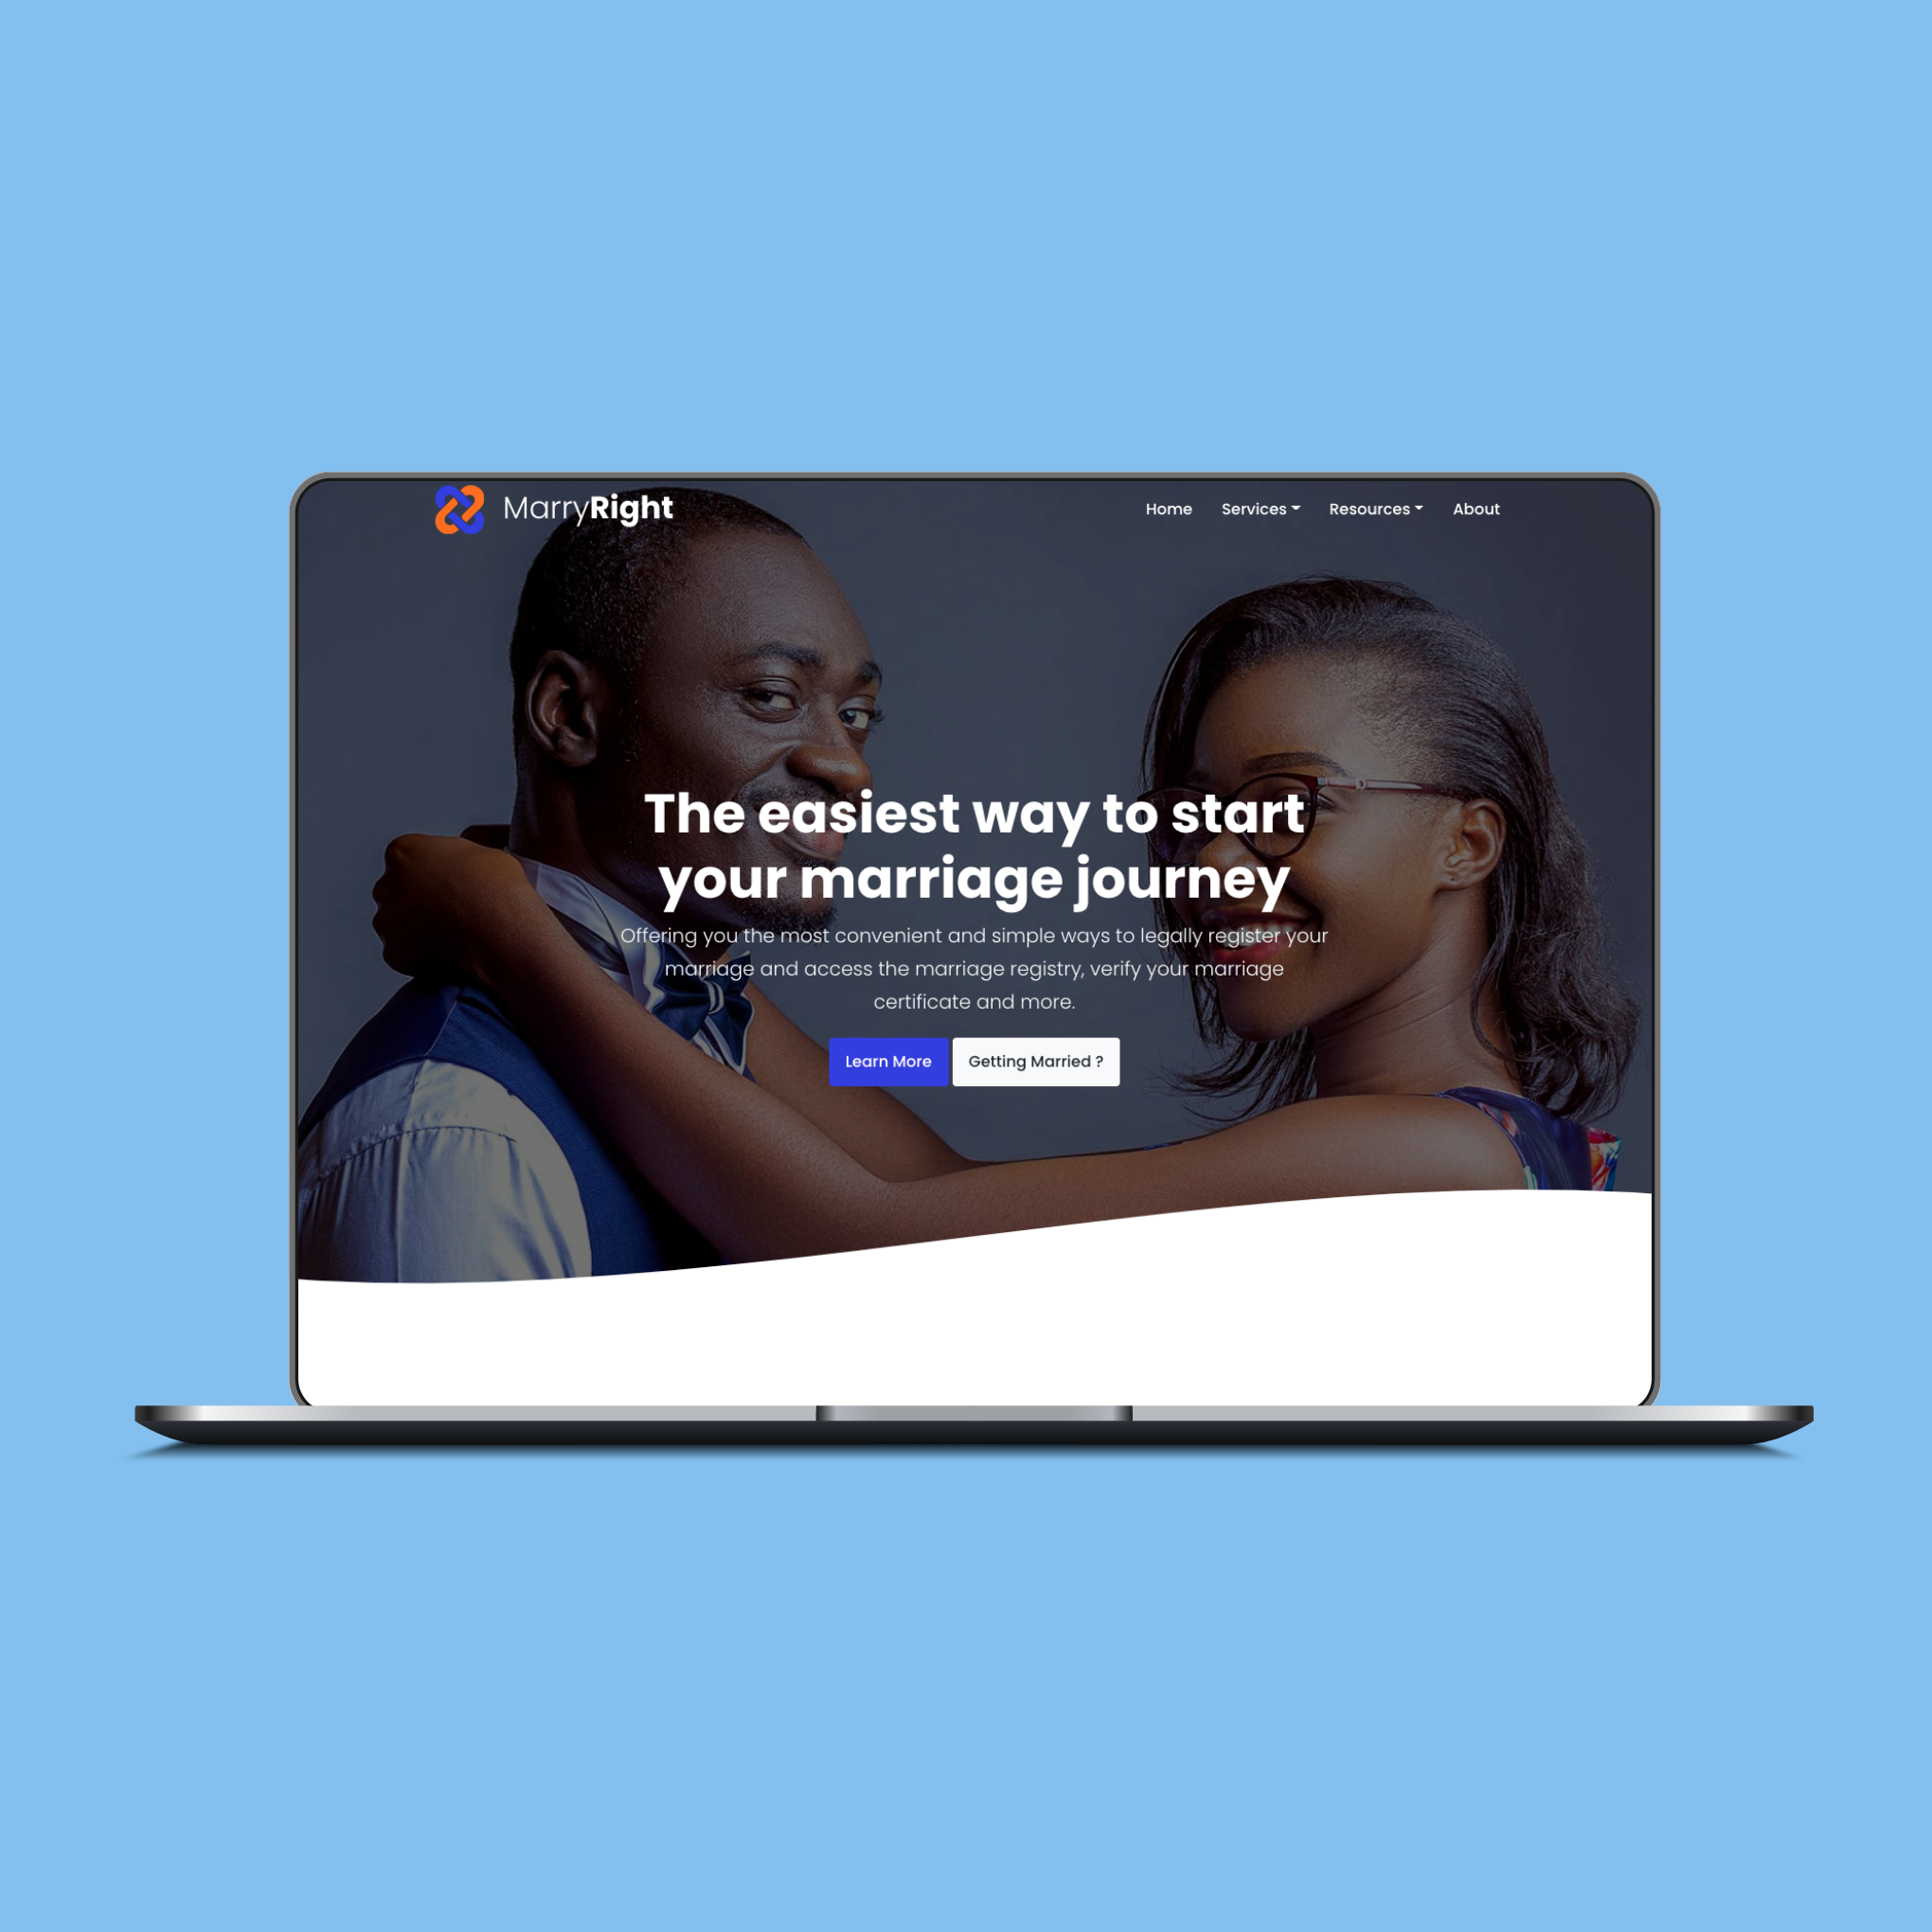 MarryRight
Home Services Resources About
The easiest way to start
your marriage journey
Offering you the most convenient and simple ways to legally register your
marriage and access the marriage registry, verify your marriage
certificate and more.
Learn More Getting Married ?